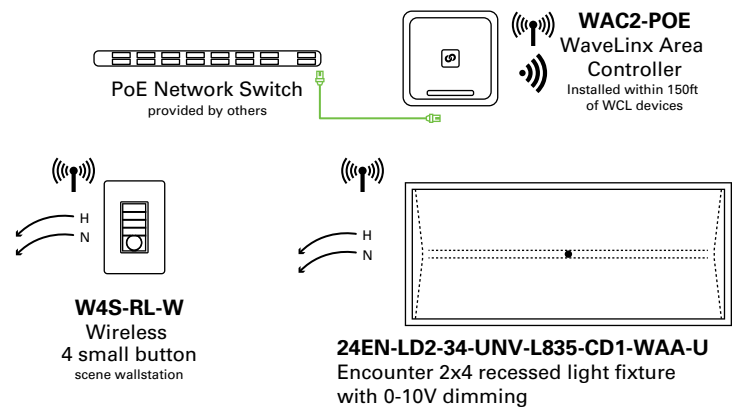 PoE Network Switch
provided by others
WAC2-POE
WaveLinx Area
Controller
Installed within 150ft
of WCL devices
H
N
W4S-RL-W
Wireless
4 small button
scene wallstation
H
N
24EN-LD2-34-UNV-L835-CD1-WAA-U
Encounter 2x4 recessed light fixture
with 0-10V dimming